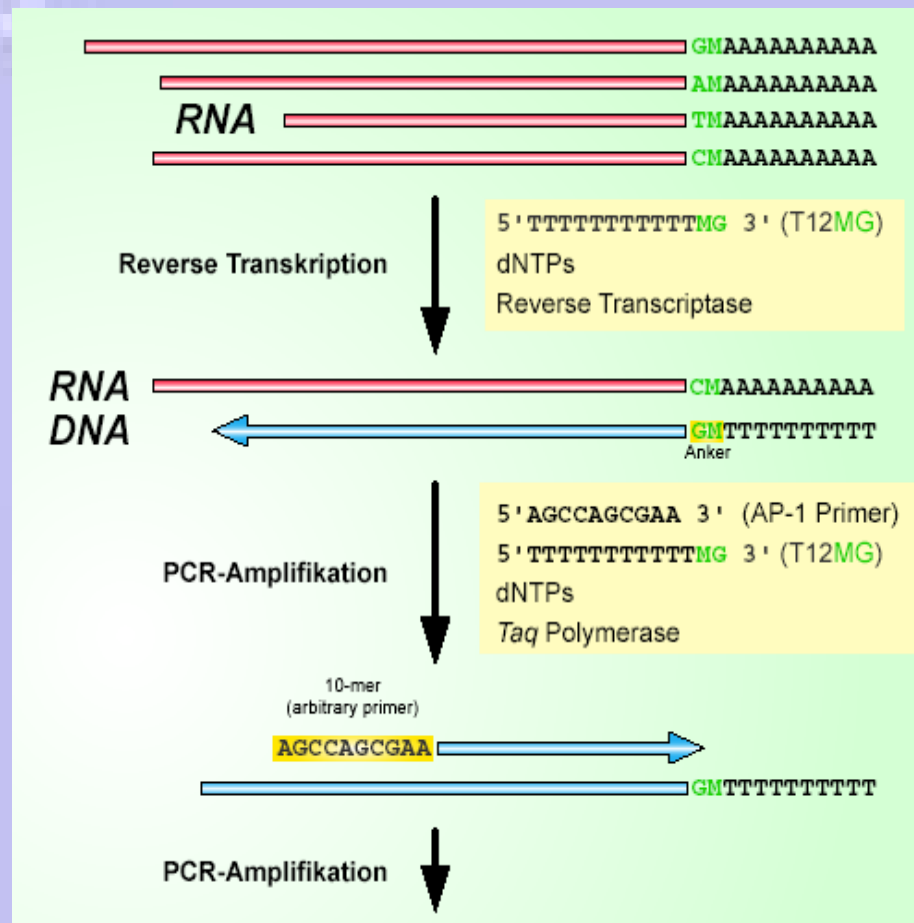 GMAAAAAAAAAA
AMAAAAAAAAAA
RNA TMAAAAAAAAAA
CMAAAAAAAAAA
Reverse Transkription
5'TTTTTTTTTTTMG 3' (T12MG)
dNTPs
Reverse Transcriptase
RNA CMAAAAAAAAAA
DNA GMTTTTTTTTTT
Anker
PCR-Amplifikation
5'AGCCAGCGAA 3' (AP-1 Primer)
5'TTTTTTTTTTTMG 3' (T12MG)
dNTPs
Taq Polymerase
10-mer
(arbitrary primer)
AGCCAGCGAA
GMTTTTTTTTTT
PCR-Amplifikation